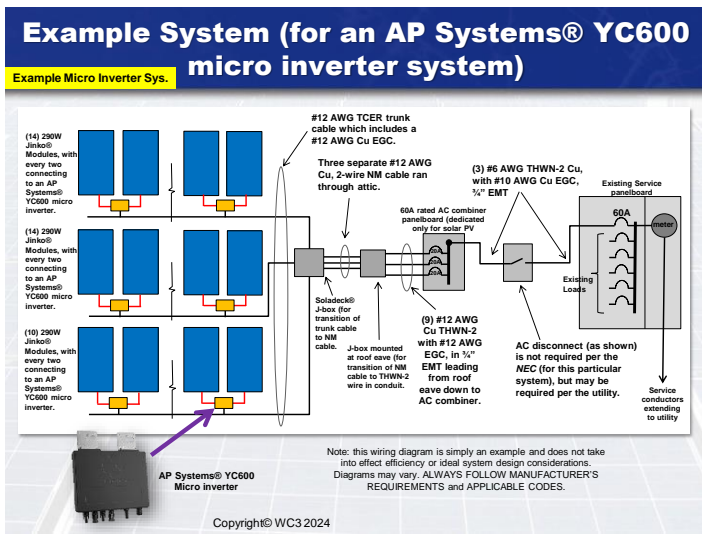 Example System (for an AP Systems® YC600
micro inverter system)
Example Micro Inverter Sys.
(14) 290W
Jinko®
Modules, with
every two
connecting
to an AP
Systems®
YC600 micro
inverter.
(14) 290W
Jinko®
Modules, with
every two
connecting
to an AP
Systems®
YC600 micro
inverter.
(10) 290W
Jinko®
Modules, with
every two
connecting
to an AP
Systems®
YC600 micro
inverter.
#12 AWG TCER trunk
cable which includes a
#12 AWG Cu EGC.
Three separate #12 AWG
Cu, 2-wire NM cable ran
through attic.
Soladeck®
J-box (for
transition of
trunk cable
to NM
cable.
J-box mounted
at roof eave (for
transition of NM
cable to THWN-2
wire in conduit.
60A rated AC combiner
panelboard (dedicated
only for solar PV
20A
20A
20A
(9) #12 AWG
Cu THWN-2
with #12 AWG
EGC, in ¾”
EMT leading
from roof
eave down to
AC combiner.
(3) #6 AWG THWN-2 Cu,
with #10 AWG Cu EGC,
¾” EMT
AC disconnect (as shown)
is not required per the
NEC (for this particular
system), but may be
required per the utility.
Existing Service
panelboard
60A
meter
Existing
Loads
Service
conductors
extending
to utility
AP Systems® YC600
Micro inverter
Note: this wiring diagram is simply an example and does not take
into effect efficiency or ideal system design considerations.
Diagrams may vary. ALWAYS FOLLOW MANUFACTURER’S
REQUIREMENTS and APPLICABLE CODES.
Copyright© WC3 2024